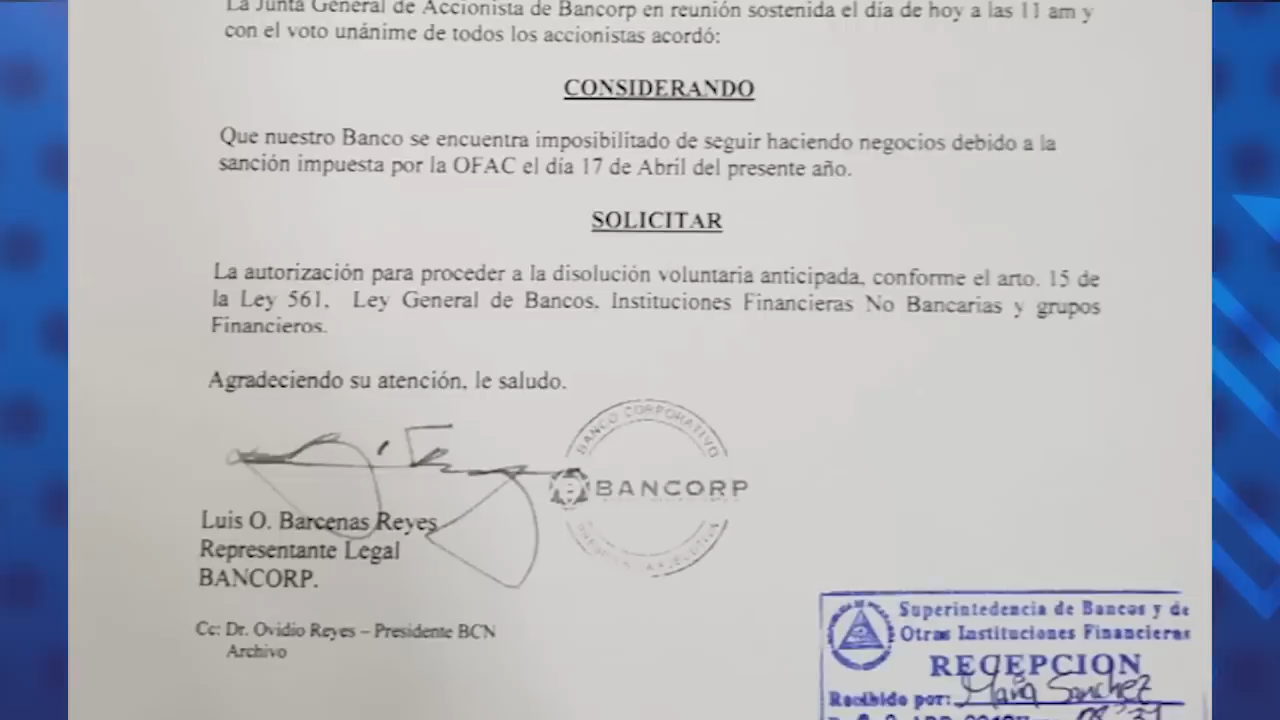 La Junta General de Accionista de Bancorp en reunión sostenida el día de hoy a las 11 am y
con el voto unánime de todos los accionistas acordó:
CONSIDERANDO
Que nuestro Banco se encuentra imposibilitado de seguir haciendo negocios debido a la
sanción impuesta por la OFAC el día 17 de Abril del presente año.
SOLICITAR
La autorización para proceder a la disolución voluntaria anticipada, conforme el arto. 15 de
la Ley 561, Ley General de Bancos, Instituciones Financieras No Bancarias y grupos
Financieros.
Agradeciendo su atención, le saludo.
BANCO CORPORATIVO
BANCORP
Luis O. Barcenas Reyes
Representante Legal
BANCORP.
Cc: Dr. Ovidio Reyes – Presidente BCN
Archivo
Superintedencia de Bancos y de
Otras Instituciones Financieras
RECEPCION
Recibido por: María Sanchez